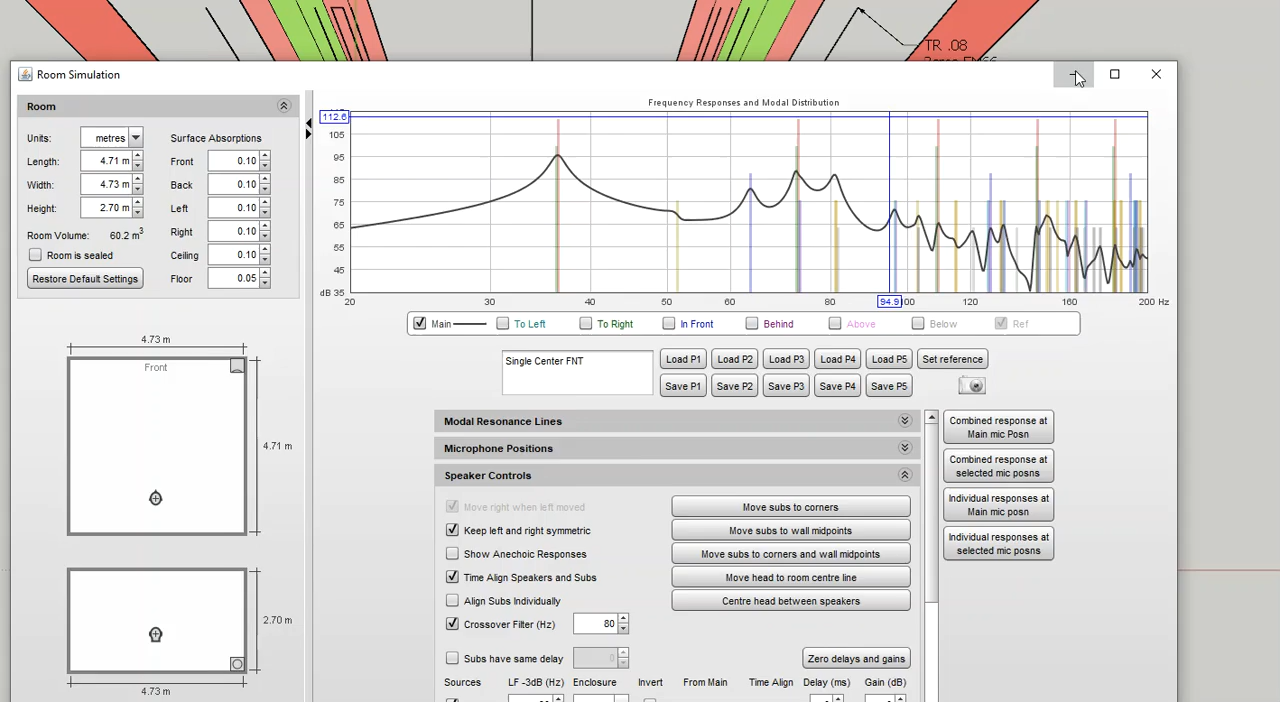 TR .08
Room Simulation
Room
Units: metres
Surface Absorptions
Length: 4.71 m
Front 0.10
Width: 4.73 m
Back 0.10
Height: 2.70 m
Left 0.10
Room Volume: 60.2 m3
Right 0.10
Room is sealed
Ceiling 0.10
Restore Default Settings
Floor 0.05
4.73 m
Front
4.71 m
2.70 m
4.73 m
Frequency Responses and Modal Distribution
112.6
105
95
85
75
65
55
45
dB 35
20 30 40 50 60 80 94.9 100 120 160 200 Hz
Main To Left To Right In Front Behind Above Below Ref
Single Center FNT
Load P1 Load P2 Load P3 Load P4 Load P5 Set reference
Save P1 Save P2 Save P3 Save P4 Save P5
Modal Resonance Lines
Microphone Positions
Speaker Controls
Move right when left moved
Keep left and right symmetric
Show Anechoic Responses
Time Align Speakers and Subs
Align Subs Individually
Crossover Filter (Hz) 80
Subs have same delay 0
Move subs to corners
Move subs to wall midpoints
Move subs to corners and wall midpoints
Move head to room centre line
Centre head between speakers
Zero delays and gains
Sources LF -3dB (Hz) Enclosure Invert From Main Time Align Delay (ms) Gain (dB)
Combined response at
Main mic Posn
Combined response at
selected mic posns
Individual responses at
Main mic posn
Individual responses at
selected mic posns